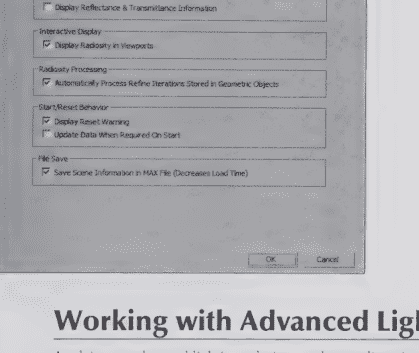 Display Reflectance & Transmittance Information
Interactive Display
Display Radiosity in Viewports
Radiosity Processing
Automatically Process Refine Iterations Stored in Geometric Objects
Start/Reset Behavior
Display Reset Warning
Update Data When Required On Start
File Save
Save Scene Information in MAX File (Decreases Load Time)
OK Cancel
Working with Advanced Lig